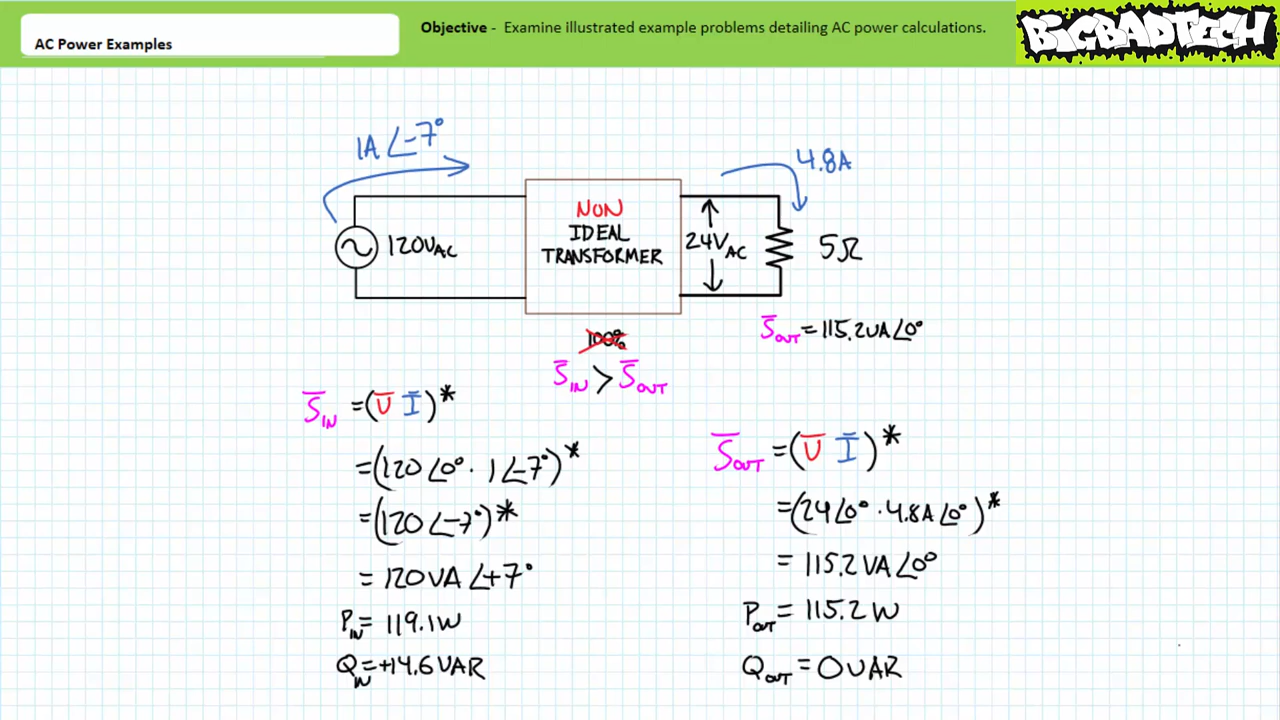 AC Power Examples
Objective - Examine illustrated example problems detailing AC power calculations.
BIGBADTECH
1A∠-7°
4.8A
120VAC
NON
IDEAL
TRANSFORMER
24VAC
5Ω
100%
S̅IN > S̅OUT
S̅OUT = 115.2VA∠0°
S̅IN = (V̅ I̅)*
= (120∠0° · 1∠-7°)*
= (120∠-7°)*
= 120VA∠+7°
PIN = 119.1W
QIN = +14.6VAR
S̅OUT = (V̅ I̅)*
= (24∠0° · 4.8A∠0°)*
= 115.2VA∠0°
POUT = 115.2W
QOUT = 0VAR